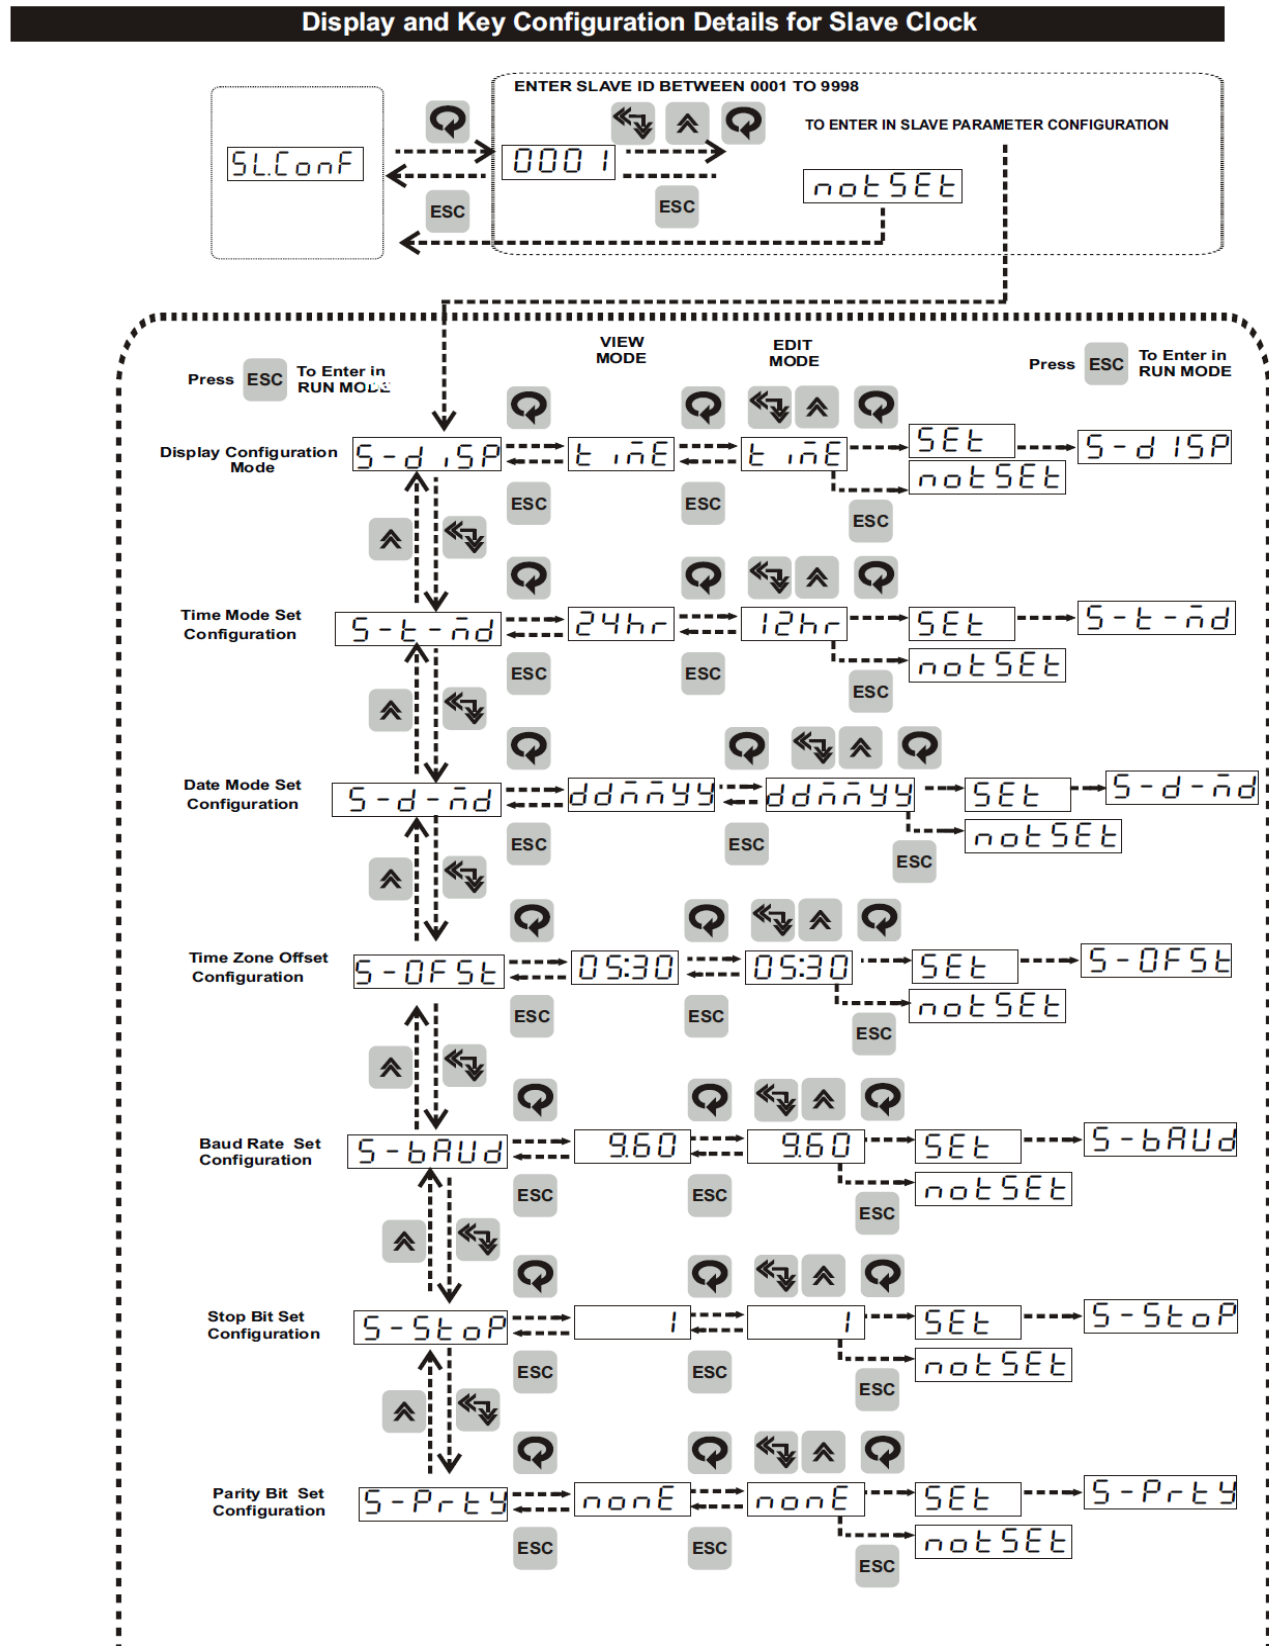 Display and Key Configuration Details for Slave Clock
ENTER SLAVE ID BETWEEN 0001 TO 9998
TO ENTER IN SLAVE PARAMETER CONFIGURATION
SL.ConF
0001
notSEt
ESC
ESC
VIEW
MODE
EDIT
MODE
Press ESC To Enter in
RUN MODE
Press ESC To Enter in
RUN MODE
Display Configuration
Mode
S-diSP
timE
timE
SEt
S-dISP
notSEt
ESC
ESC
ESC
Time Mode Set
Configuration
S-t-md
24hr
12hr
SEt
S-t-md
notSEt
ESC
ESC
ESC
Date Mode Set
Configuration
S-d-md
ddmmyy
ddmmyy
SEt
S-d-md
notSEt
ESC
ESC
ESC
Time Zone Offset
Configuration
S-OFSt
05:30
05:30
SEt
S-OFSt
notSEt
ESC
ESC
ESC
Baud Rate Set
Configuration
S-bAUd
9.60
9.60
SEt
S-bAUd
notSEt
ESC
ESC
ESC
Stop Bit Set
Configuration
S-StoP
1
1
SEt
S-StoP
notSEt
ESC
ESC
ESC
Parity Bit Set
Configuration
S-Prty
nonE
nonE
SEt
S-Prty
notSEt
ESC
ESC
ESC